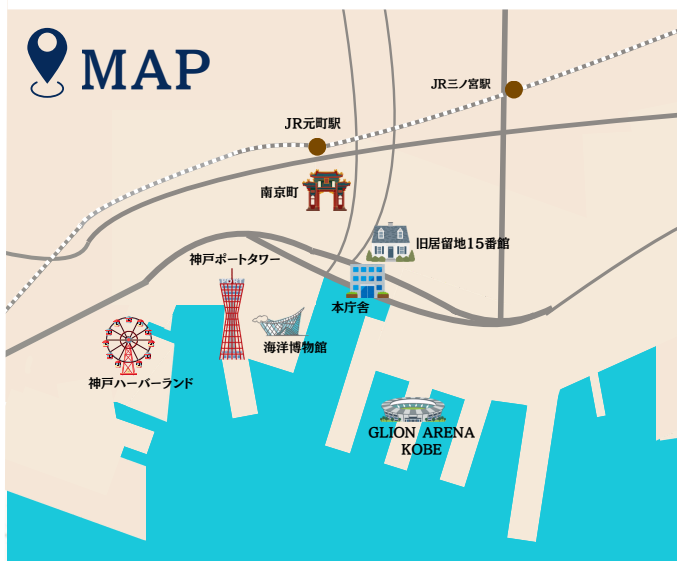 MAP
JR三ノ宮駅
JR元町駅
南京町
旧居留地15番館
神戸ポートタワー
本庁舎
海洋博物館
神戸ハーバーランド
GLION ARENA
KOBE